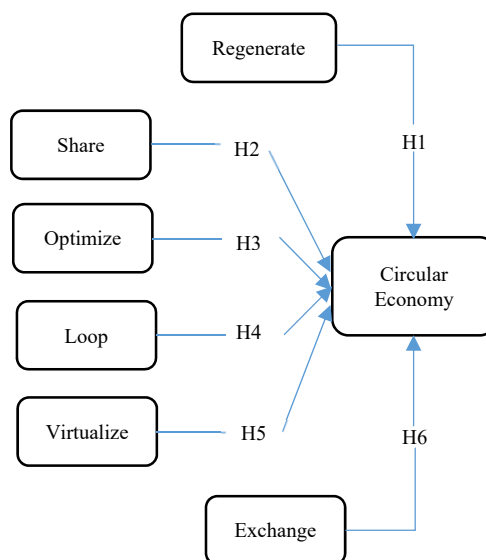 Regenerate
H1
Share
H2
Optimize
H3
Circular
Economy
Loop
H4
Virtualize
H5
H6
Exchange